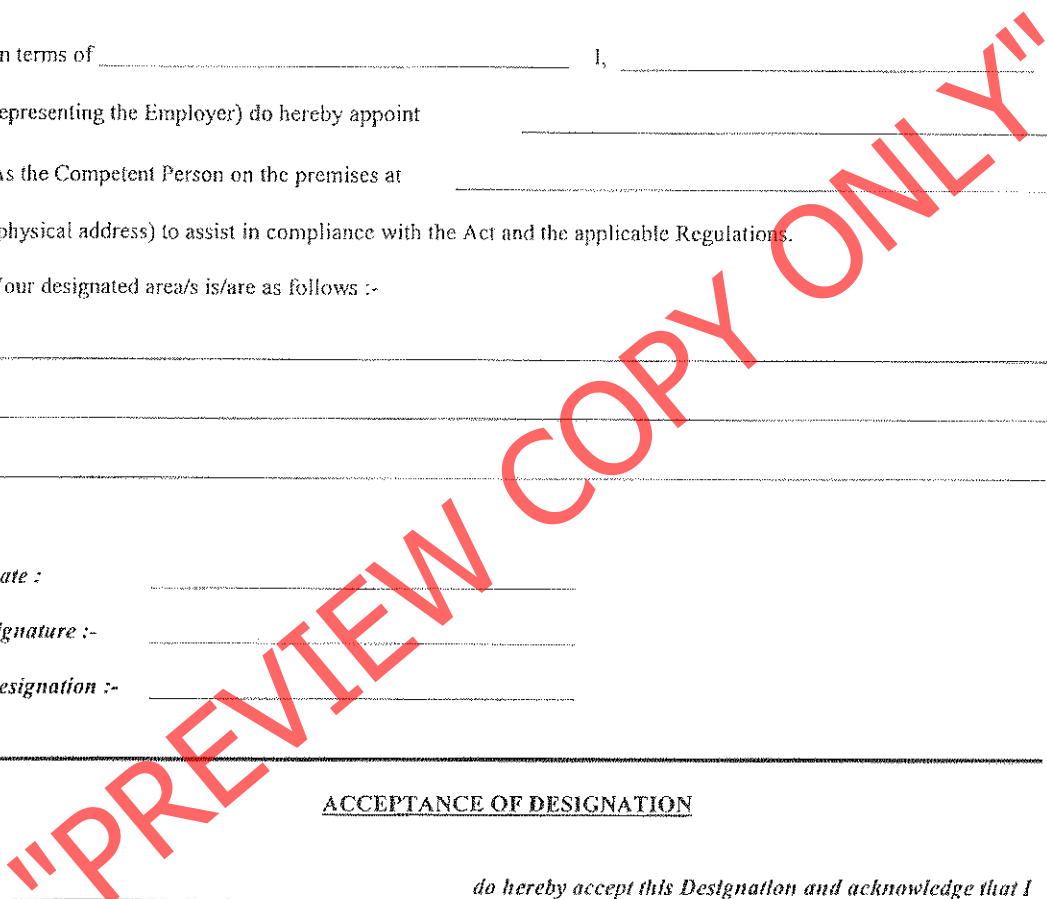 n terms of I,
epresenting the Employer) do hereby appoint
As the Competent Person on the premises at
physical address) to assist in compliance with the Act and the applicable Regulations.
our designated area/s is/are as follows :-
ate :
ignature :-
esignation :-
ACCEPTANCE OF DESIGNATION
do hereby accept this Designation and acknowledge that I
"PREVIEW COPY ONLY"